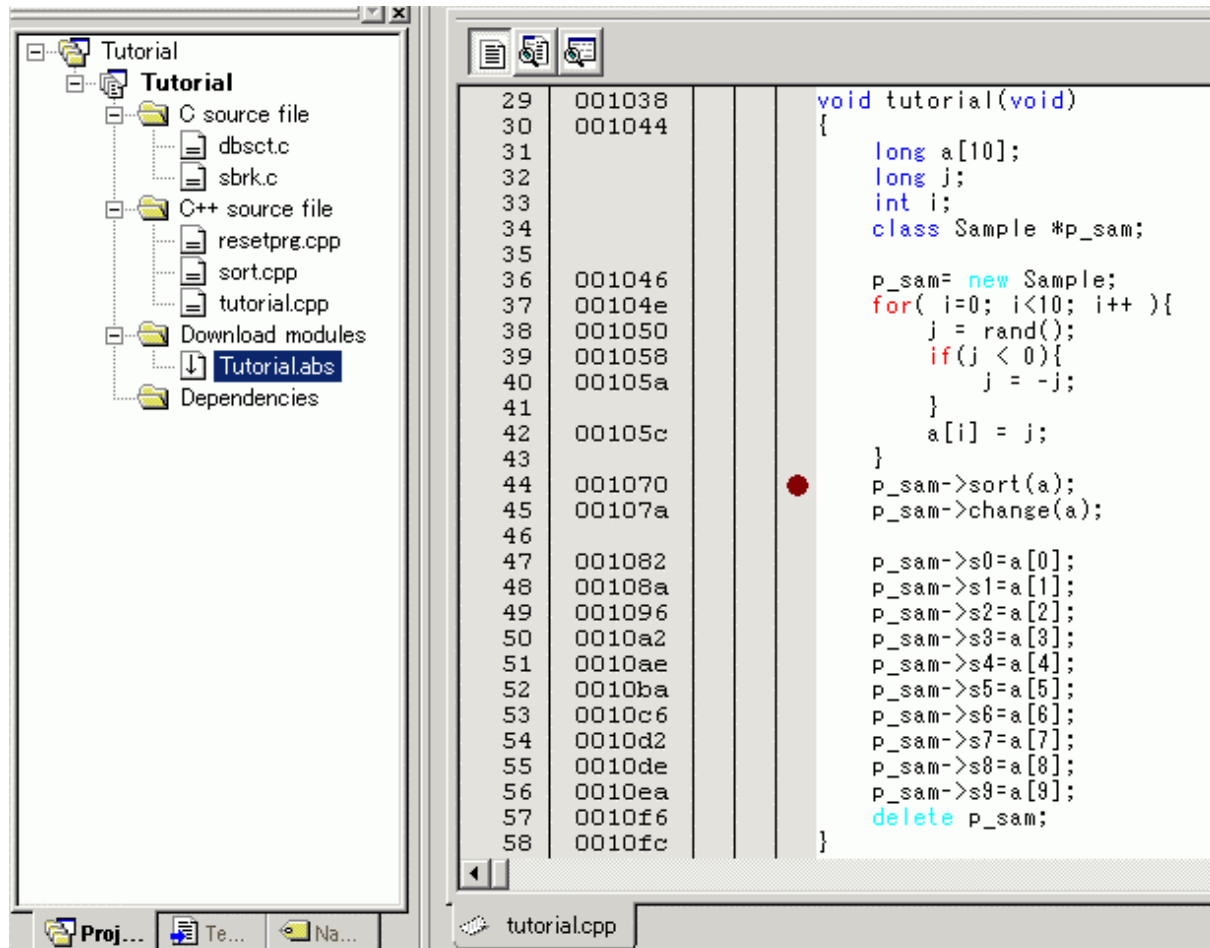 Tutorial
Tutorial
C source file
dbsct.c
sbrk.c
C++ source file
resetprg.cpp
sort.cpp
tutorial.cpp
Download modules
Tutorial.abs
Dependencies
Proj... Te... Na...
29 001038 void tutorial(void)
30 001044 {
31 long a[10];
32 long j;
33 int i;
34 class Sample *p_sam;
35
36 001046 p_sam= new Sample;
37 00104e for( i=0; i<10; i++ ){
38 001050 j = rand();
39 001058 if(j < 0){
40 00105a j = -j;
41 }
42 00105c a[i] = j;
43 }
44 001070 p_sam->sort(a);
45 00107a p_sam->change(a);
46
47 001082 p_sam->s0=a[0];
48 00108a p_sam->s1=a[1];
49 001096 p_sam->s2=a[2];
50 0010a2 p_sam->s3=a[3];
51 0010ae p_sam->s4=a[4];
52 0010ba p_sam->s5=a[5];
53 0010c6 p_sam->s6=a[6];
54 0010d2 p_sam->s7=a[7];
55 0010de p_sam->s8=a[8];
56 0010ea p_sam->s9=a[9];
57 0010f6 delete p_sam;
58 0010fc }
tutorial.cpp